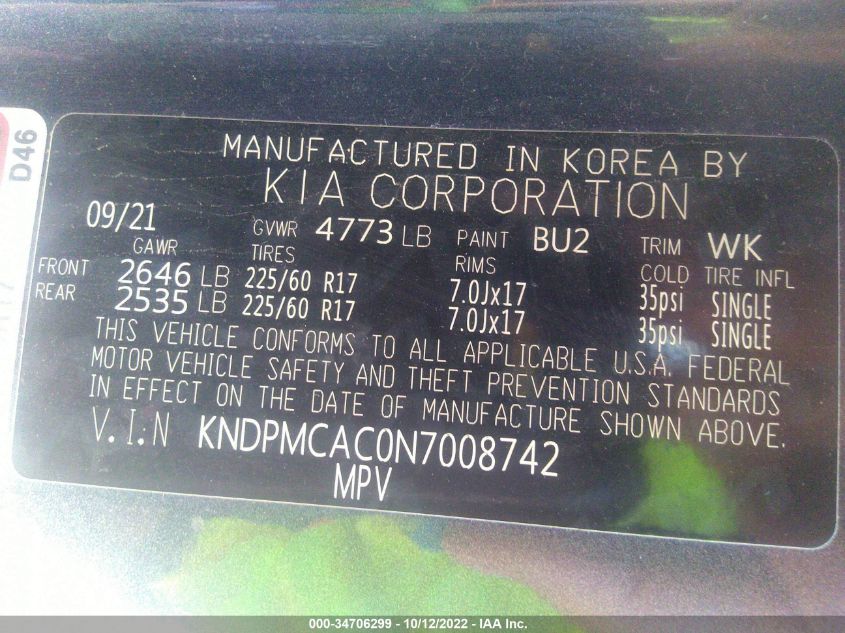 D46
MANUFACTURED IN KOREA BY
KIA CORPORATION
09/21 GVWR 4773 LB PAINT BU2 TRIM WK
GAWR TIRES RIMS COLD TIRE INFL
FRONT 2646 LB 225/60 R17 7.0Jx17 35psi SINGLE
REAR 2535 LB 225/60 R17 7.0Jx17 35psi SINGLE
THIS VEHICLE CONFORMS TO ALL APPLICABLE U.S.A. FEDERAL
MOTOR VEHICLE SAFETY AND THEFT PREVENTION STANDARDS
IN EFFECT ON THE DATE OF MANUFACTURE SHOWN ABOVE.
V.I.N KNDPMCAC0N7008742
MPV
000-34706299 - 10/12/2022 - IAA Inc.